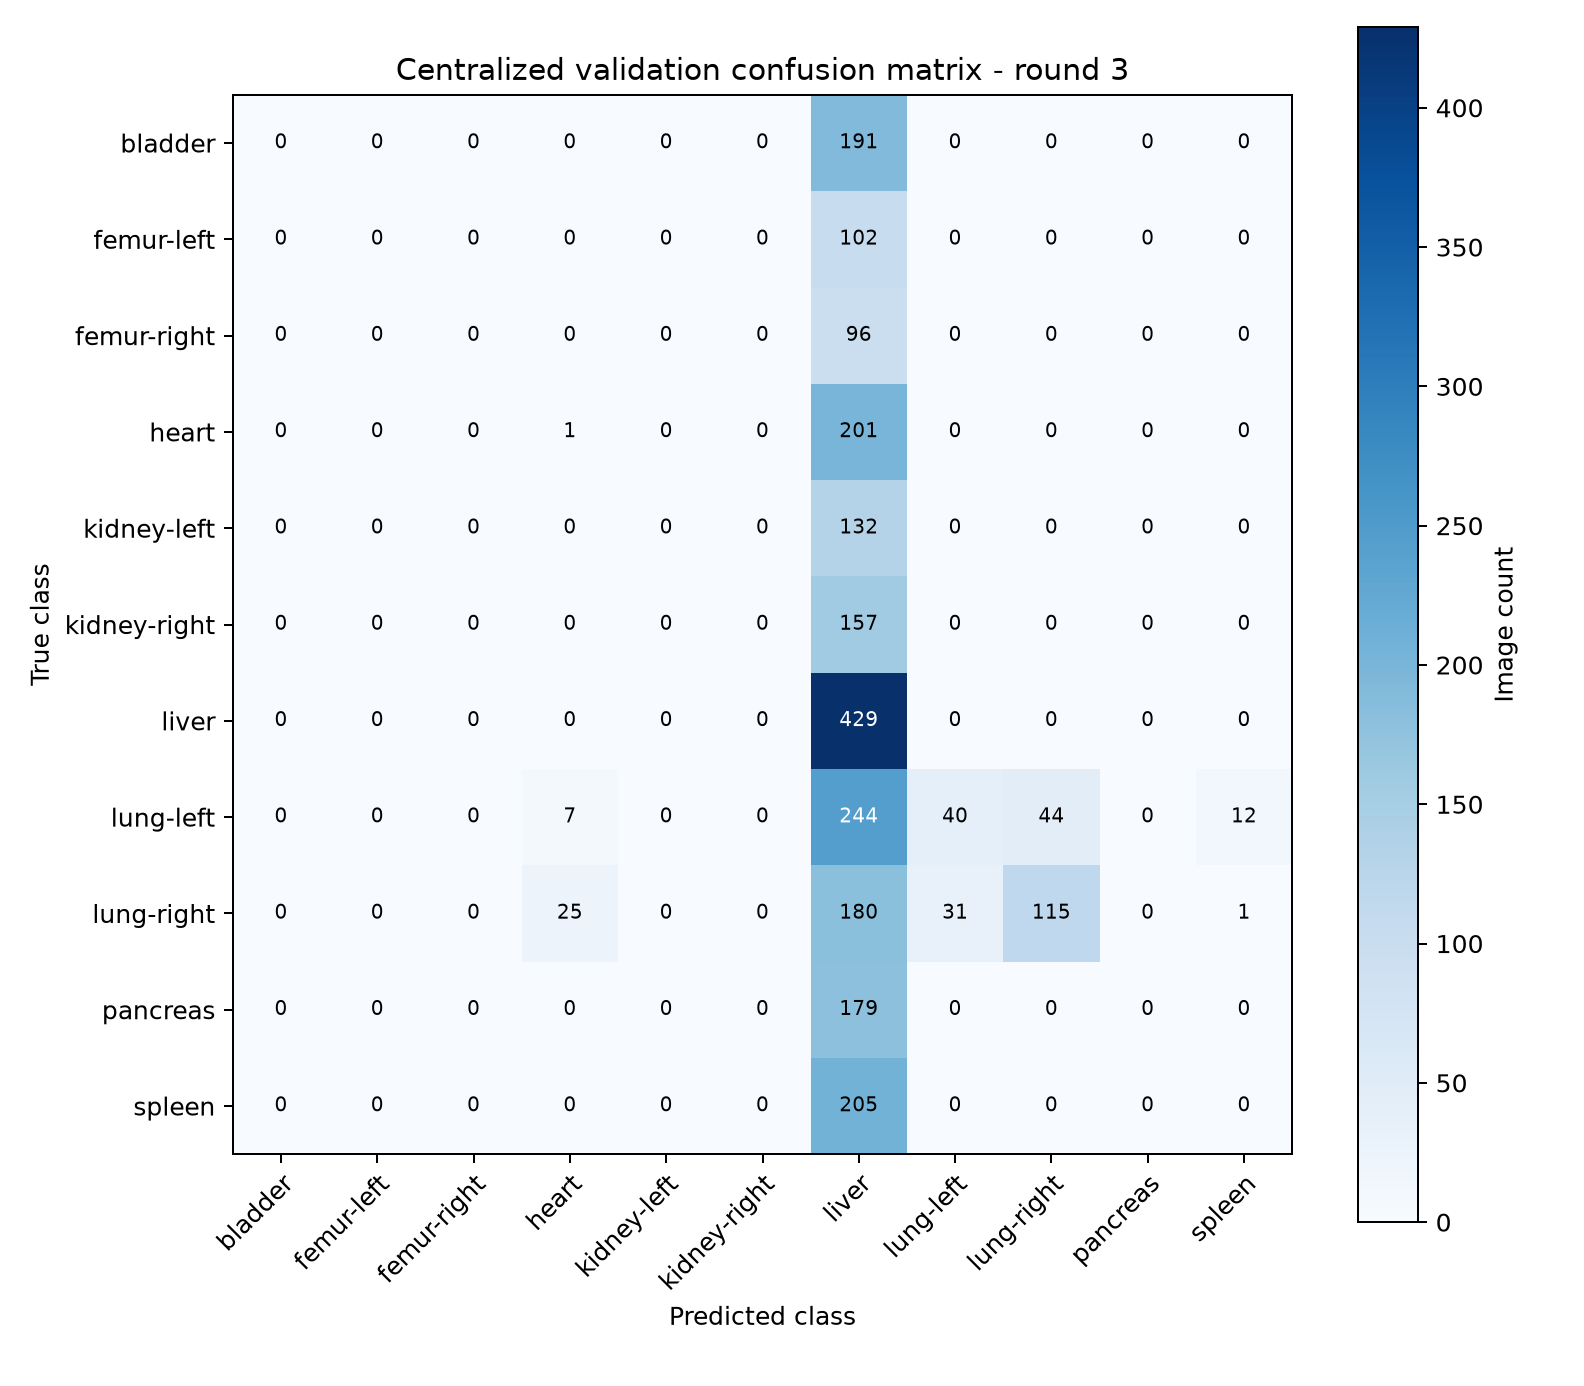 Centralized validation confusion matrix - round 3
bladder 0 0 0 0 0 0 191 0 0 0 0
femur-left 0 0 0 0 0 0 102 0 0 0 0
femur-right 0 0 0 0 0 0 96 0 0 0 0
heart 0 0 0 1 0 0 201 0 0 0 0
kidney-left 0 0 0 0 0 0 132 0 0 0 0
kidney-right 0 0 0 0 0 0 157 0 0 0 0
liver 0 0 0 0 0 0 429 0 0 0 0
lung-left 0 0 0 7 0 0 244 40 44 0 12
lung-right 0 0 0 25 0 0 180 31 115 0 1
pancreas 0 0 0 0 0 0 179 0 0 0 0
spleen 0 0 0 0 0 0 205 0 0 0 0
True class
bladder femur-left femur-right heart kidney-left kidney-right liver lung-left lung-right pancreas spleen
Predicted class
400
350
300
250
200
150
100
50
0
Image count